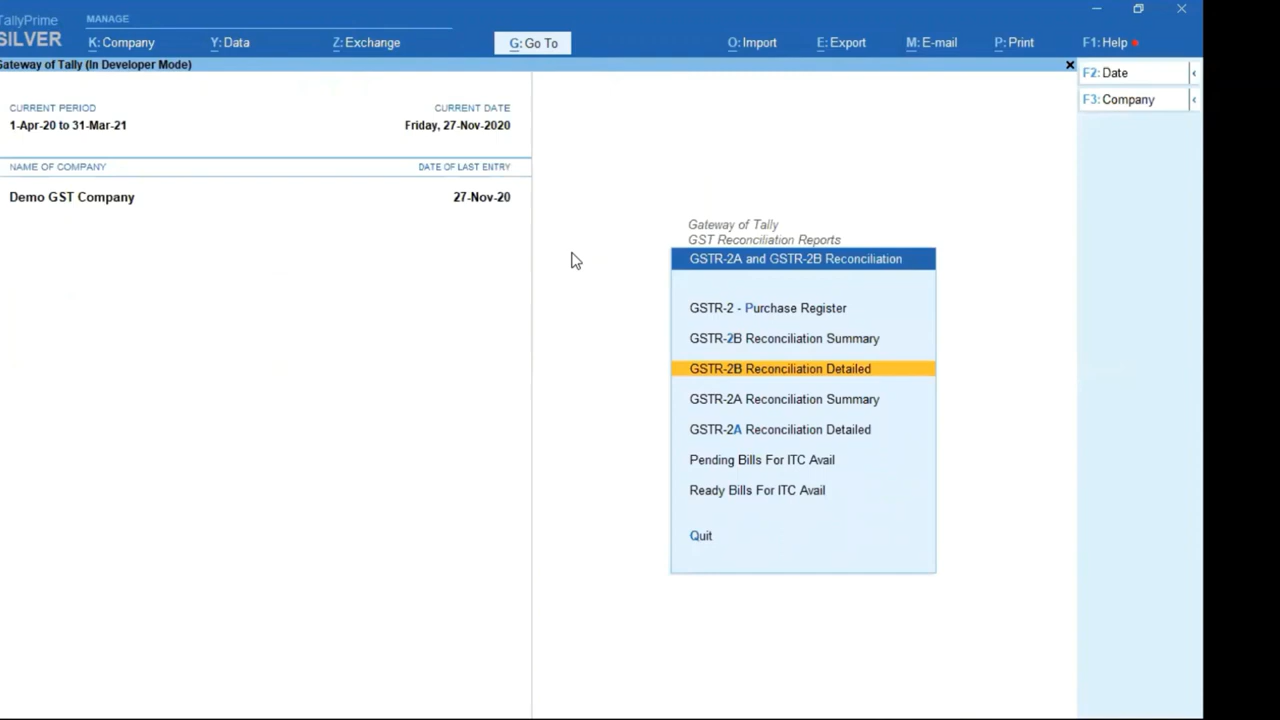 TallyPrime
MANAGE
SILVER
K: Company
Y: Data
Z: Exchange
G: Go To
O: Import
E: Export
M: E-mail
P: Print
F1: Help
Gateway of Tally (In Developer Mode)
F2: Date
F3: Company
CURRENT PERIOD
CURRENT DATE
1-Apr-20 to 31-Mar-21
Friday, 27-Nov-2020
NAME OF COMPANY
DATE OF LAST ENTRY
Demo GST Company
27-Nov-20
Gateway of Tally
GST Reconciliation Reports
GSTR-2A and GSTR-2B Reconciliation
GSTR-2 - Purchase Register
GSTR-2B Reconciliation Summary
GSTR-2B Reconciliation Detailed
GSTR-2A Reconciliation Summary
GSTR-2A Reconciliation Detailed
Pending Bills For ITC Avail
Ready Bills For ITC Avail
Quit